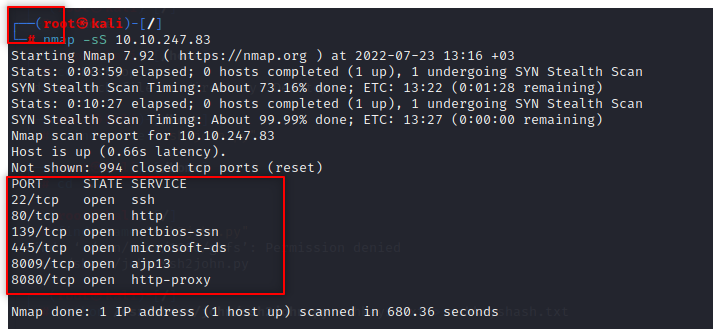 ┌──(root㉿kali)-[/]
└─# nmap -sS 10.10.247.83
Starting Nmap 7.92 ( https://nmap.org ) at 2022-07-23 13:16 +03
Stats: 0:03:59 elapsed; 0 hosts completed (1 up), 1 undergoing SYN Stealth Scan
SYN Stealth Scan Timing: About 73.16% done; ETC: 13:22 (0:01:28 remaining)
Stats: 0:10:27 elapsed; 0 hosts completed (1 up), 1 undergoing SYN Stealth Scan
SYN Stealth Scan Timing: About 99.99% done; ETC: 13:27 (0:00:00 remaining)
Nmap scan report for 10.10.247.83
Host is up (0.66s latency).
Not shown: 994 closed tcp ports (reset)
PORT     STATE SERVICE
22/tcp   open  ssh
80/tcp   open  http
139/tcp  open  netbios-ssn
445/tcp  open  microsoft-ds
: Permission denied
8009/tcp open  ajp13
8080/tcp open  http-proxy
Nmap done: 1 IP address (1 host up) scanned in 680.36 seconds